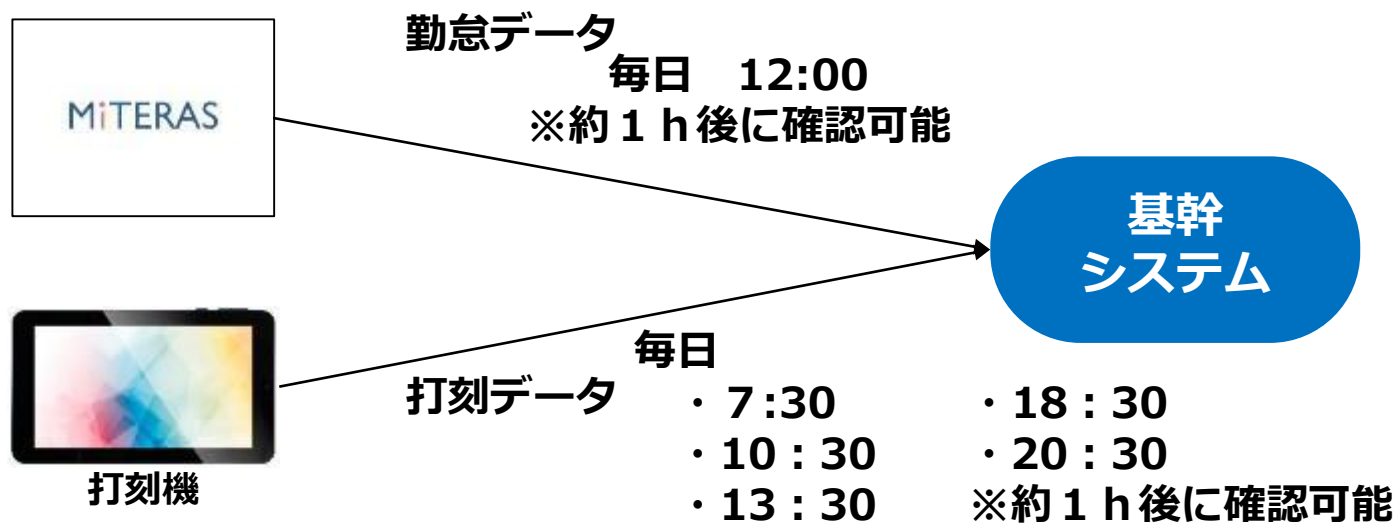 勤怠データ
毎日　12:00
※約１ｈ後に確認可能
MiTERAS
基幹
システム
毎日
打刻データ
・７:30
・10：30
・13：30
・18：30
・20：30
※約１ｈ後に確認可能
打刻機